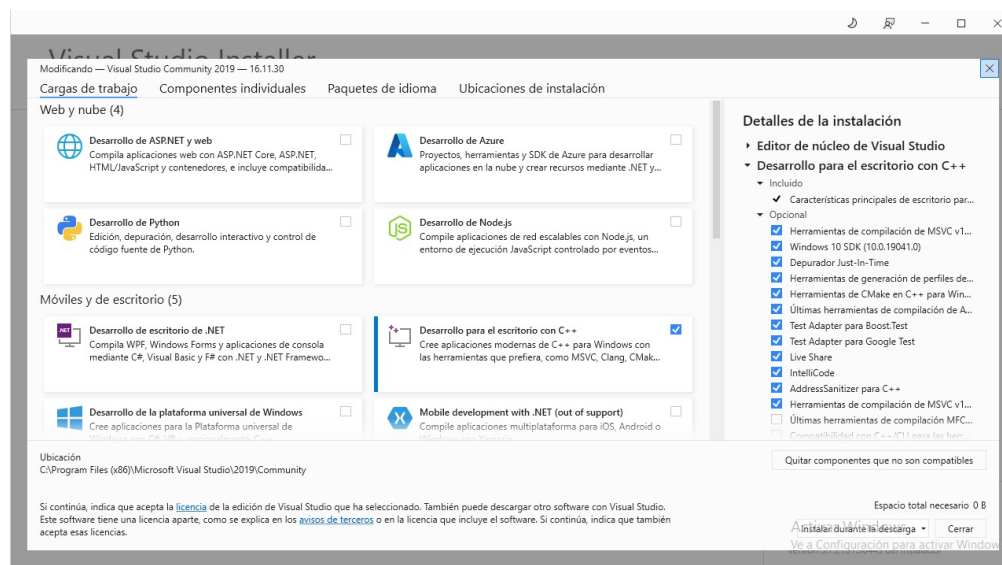 Visual Studio Installer
Modificando — Visual Studio Community 2019 — 16.11.30
Cargas de trabajo
Componentes individuales
Paquetes de idioma
Ubicaciones de instalación
Web y nube (4)
Desarrollo de ASP.NET y web
Compila aplicaciones web con ASP.NET Core, ASP.NET,
HTML/JavaScript y contenedores, e incluye compatibilida...
Desarrollo de Azure
Proyectos, herramientas y SDK de Azure para desarrollar
aplicaciones en la nube y crear recursos mediante .NET y...
Desarrollo de Python
Edición, depuración, desarrollo interactivo y control de
código fuente de Python.
JS
Desarrollo de Node.js
Compile aplicaciones de red escalables con Node.js, un
entorno de ejecución JavaScript controlado por eventos...
Móviles y de escritorio (5)
.NET
Desarrollo de escritorio de .NET
Compila WPF, Windows Forms y aplicaciones de consola
mediante C#, Visual Basic y F# con .NET y .NET Framewo...
Desarrollo para el escritorio con C++
Cree aplicaciones modernas de C++ para Windows con
las herramientas que prefiera, como MSVC, Clang, CMak...
Desarrollo de la plataforma universal de Windows
Cree aplicaciones para la Plataforma universal de
Mobile development with .NET (out of support)
Compile aplicaciones multiplataforma para iOS, Android o
Detalles de la instalación
Editor de núcleo de Visual Studio
Desarrollo para el escritorio con C++
Incluido
Características principales de escritorio par...
Opcional
Herramientas de compilación de MSVC v1...
Windows 10 SDK (10.0.19041.0)
Depurador Just-In-Time
Herramientas de generación de perfiles de...
Herramientas de CMake en C++ para Win...
Últimas herramientas de compilación de A...
Test Adapter para Boost.Test
Test Adapter para Google Test
Live Share
IntelliCode
AddressSanitizer para C++
Herramientas de compilación de MSVC v1...
Últimas herramientas de compilación MFC...
Compatibilidad con C++/CLI para las herr...
Ubicación
C:\Program Files (x86)\Microsoft Visual Studio\2019\Community
Quitar componentes que no son compatibles
Si continúa, indica que acepta la licencia de la edición de Visual Studio que ha seleccionado. También puede descargar otro software con Visual Studio.
Este software tiene una licencia aparte, como se explica en los avisos de terceros o en la licencia que incluye el software. Si continúa, indica que también
acepta esas licencias.
Espacio total necesario 0 B
Activar Windows
Instalar durante la descarga
Cerrar
Ve a Configuración para activar Window